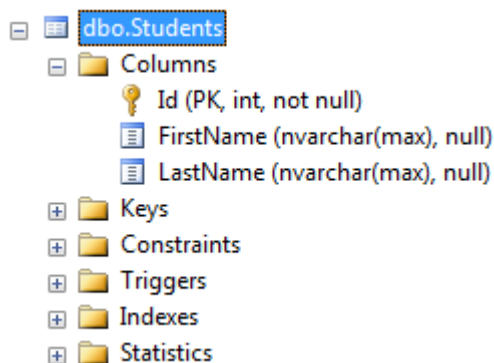 dbo.Students
Columns
Id (PK, int, not null)
FirstName (nvarchar(max), null)
LastName (nvarchar(max), null)
Keys
Constraints
Triggers
Indexes
Statistics